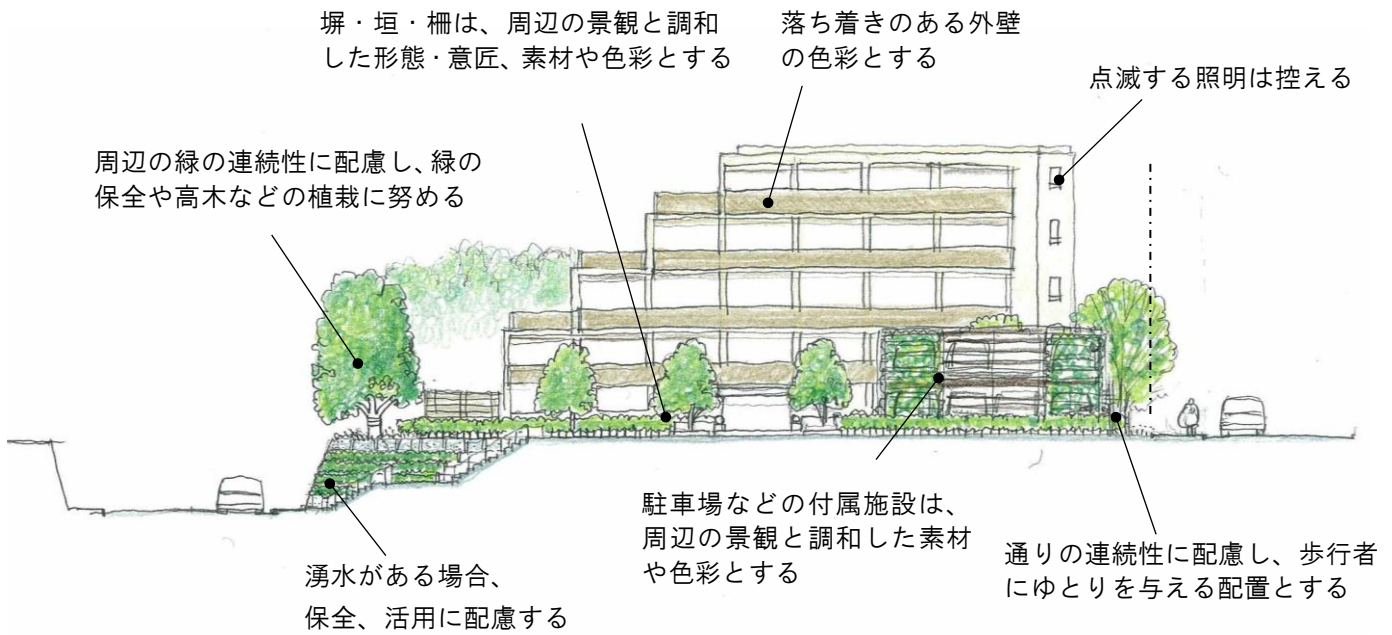 塀・垣・柵は、周辺の景観と調和
した形態・意匠、素材や色彩とする
落ち着きのある外壁
の色彩とする
点滅する照明は控える
周辺の緑の連続性に配慮し、緑の
保全や高木などの植栽に努める
駐車場などの付属施設は、
周辺の景観と調和した素材
や色彩とする
通りの連続性に配慮し、歩行者
にゆとりを与える配置とする
湧水がある場合、
保全、活用に配慮する